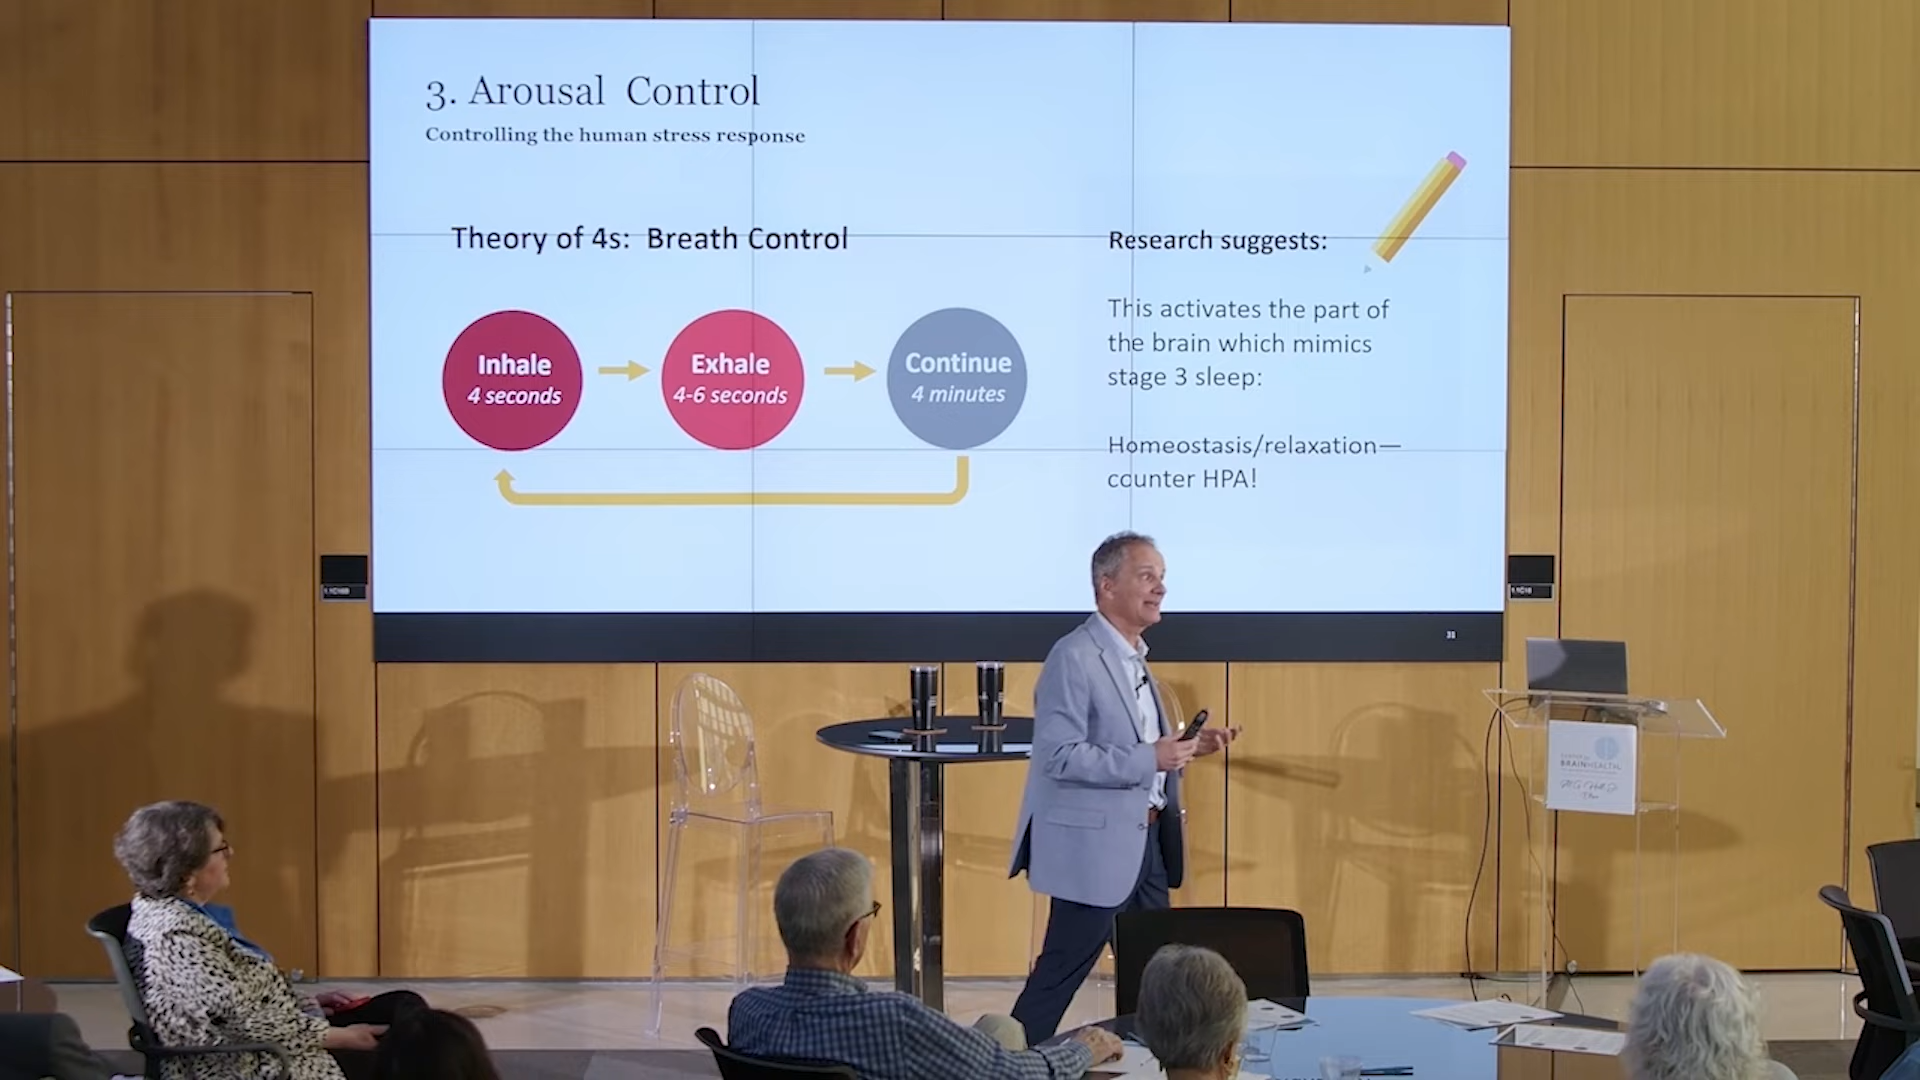 3. Arousal Control
Controlling the human stress response
Theory of 4s: Breath Control
Inhale
4 seconds
Exhale
4-6 seconds
Continue
4 minutes
Research suggests:
This activates the part of
the brain which mimics
stage 3 sleep:
Homeostasis/relaxation—
counter HPA!
BRAINHEALTH